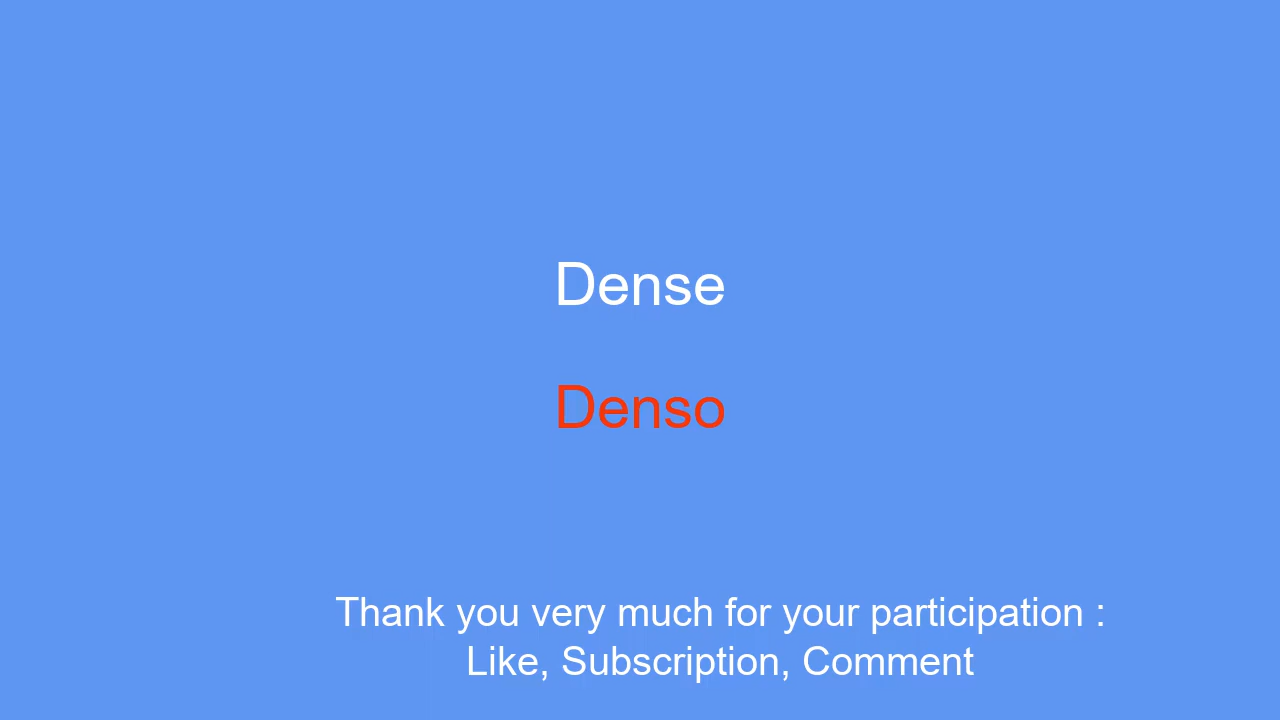 Dense
Denso
Thank you very much for your participation :
Like, Subscription, Comment